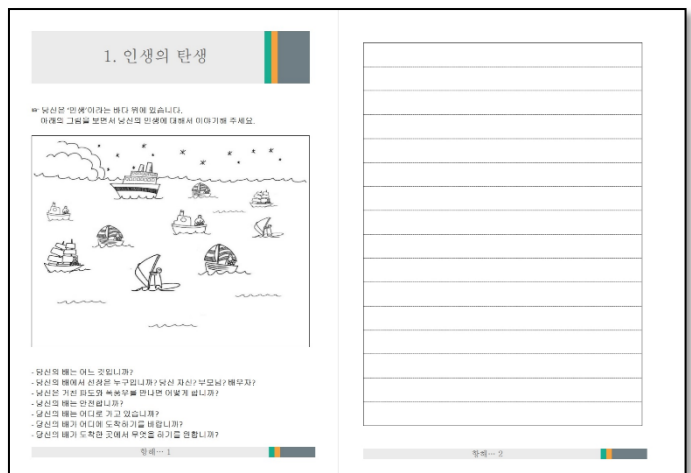 1. 인생의 탄생
☞ 당신은 '인생'이라는 바다 위에 있습니다.
아래의 그림을 보면서 당신의 인생에 대해서 이야기해 주세요.
- 당신의 배는 어느 것입니까?
- 당신의 배에서 선장은 누구입니까? 당신 자신? 부모님? 배우자?
- 당신은 거친 파도와 폭풍우를 만나면 어떻게 합니까?
- 당신의 배는 안전합니까?
- 당신의 배는 어디로 가고 있습니까?
- 당신의 배가 어디에 도착하기를 바랍니까?
- 당신의 배가 도착한 곳에서 무엇을 하기를 원합니까?
항해… 1
항해… 2